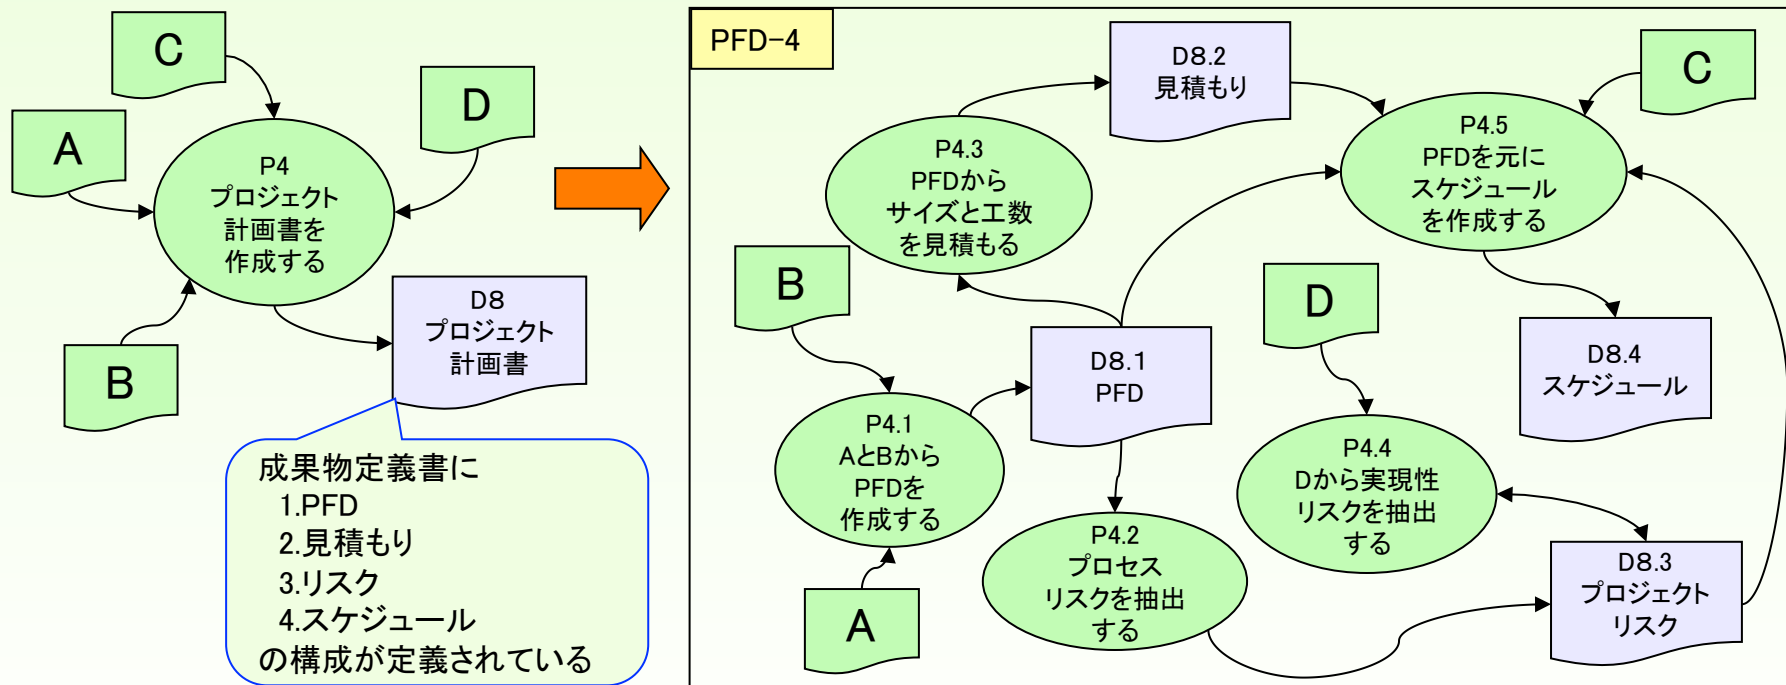 C
A
D
P4
プロジェクト
計画書を
作成する
B
D8
プロジェクト
計画書
成果物定義書に
1.PFD
2.見積もり
3.リスク
4.スケジュール
の構成が定義されている
PFD-4
D8.2
見積もり
C
P4.3
PFDから
サイズと工数
を見積もる
P4.5
PFDを元に
スケジュール
を作成する
B
D
D8.1
PFD
D8.4
スケジュール
P4.1
AとBから
PFDを
作成する
P4.4
Dから実現性
リスクを抽出
する
A
P4.2
プロセス
リスクを抽出
する
D8.3
プロジェクト
リスク